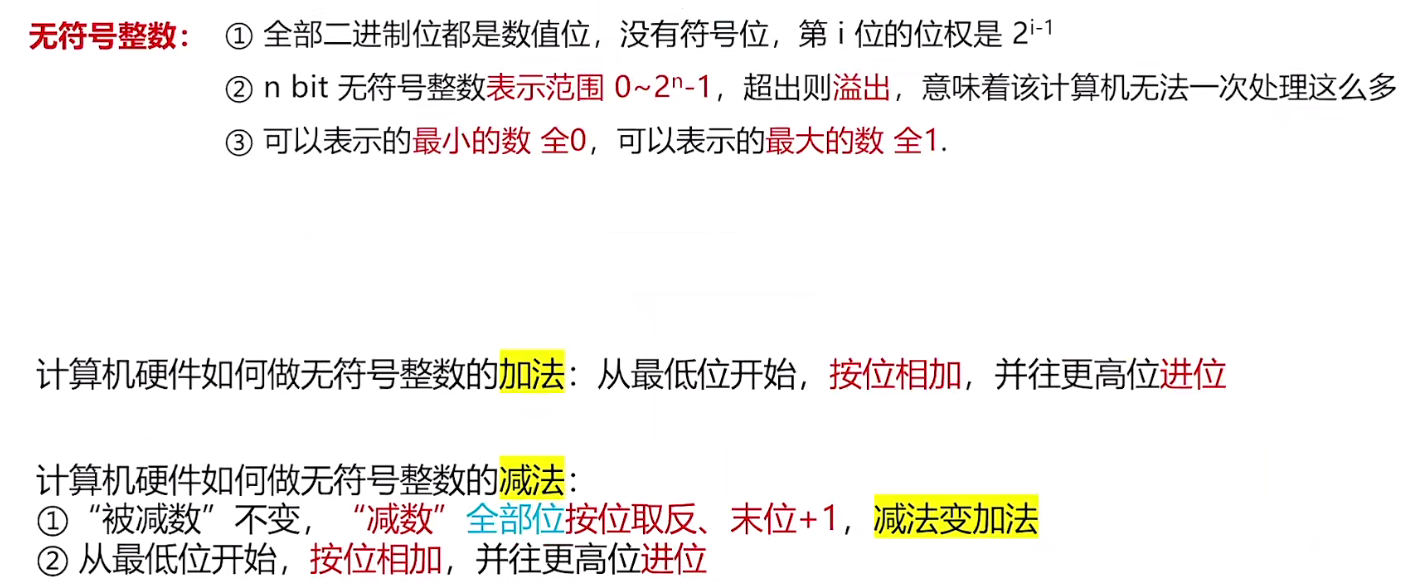 无符号整数： ① 全部二进制位都是数值位，没有符号位，第 i 位的位权是 2ⁱ⁻¹
② n bit 无符号整数表示范围 0~2ⁿ-1，超出则溢出，意味着该计算机无法一次处理这么多
③ 可以表示的最小的数 全0，可以表示的最大的数 全1.
计算机硬件如何做无符号整数的加法：从最低位开始，按位相加，并往更高位进位
计算机硬件如何做无符号整数的减法：
①“被减数”不变，“减数”全部位按位取反、末位+1，减法变加法
② 从最低位开始，按位相加，并往更高位进位